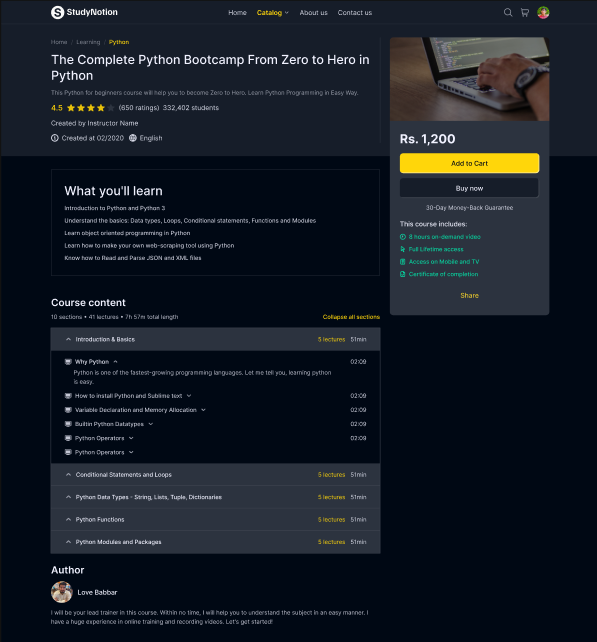 StudyNotion
Home Catalog About us Contact us
Home / Learning / Python
The Complete Python Bootcamp From Zero to Hero in
Python
This Python for beginners course will help you to become Zero to Hero. Learn Python Programming in Easy Way.
4.5 (650 ratings) 332,402 students
Created by Instructor Name
Created at 02/2020 English
Rs. 1,200
Add to Cart
Buy now
30-Day Money-Back Guarantee
This course includes:
8 hours on-demand video
Full Lifetime access
Access on Mobile and TV
Certificate of completion
Share
What you'll learn
Introduction to Python and Python 3
Understand the basics: Data types, Loops, Conditional statements, Functions and Modules
Learn object oriented programming in Python
Learn how to make your own web-scraping tool using Python
Know how to Read and Parse JSON and XML files
Course content
10 sections • 41 lectures • 7h 57m total length Collapse all sections
Introduction & Basics 5 lectures 51min
Why Python 02:09
Python is one of the fastest-growing programming languages. Let me tell you, learning python
is easy.
How to install Python and Sublime text 02:09
Variable Declaration and Memory Allocation 02:09
Builtin Python Datatypes 02:09
Python Operators 02:09
Python Operators
Conditional Statements and Loops 5 lectures 51min
Python Data Types - String, Lists, Tuple, Dictionaries 5 lectures 51min
Python Functions 5 lectures 51min
Python Modules and Packages 5 lectures 51min
Author
Love Babbar
I will be your lead trainer in this course. Within no time, I will help you to understand the subject in an easy manner. I
have a huge experience in online training and recording videos. Let's get started!